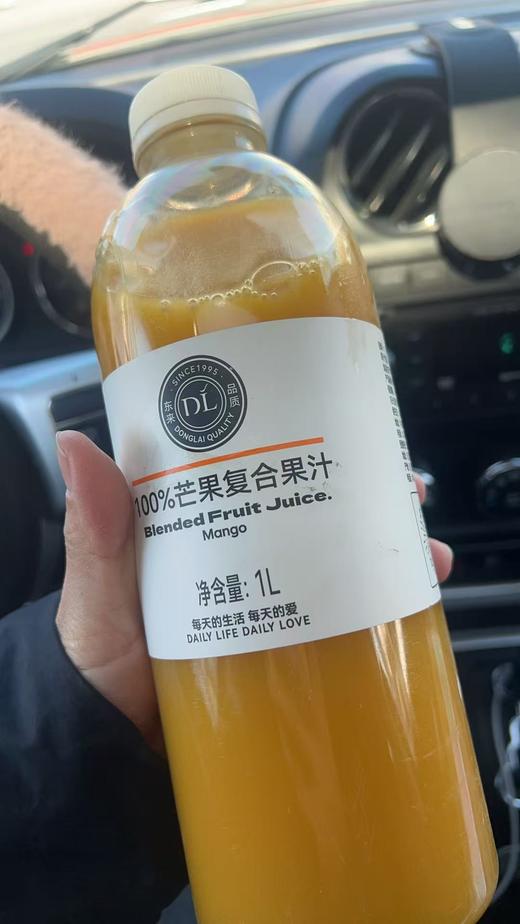 SINCE1995
东来
DL
品质
DONGLAI QUALITY
100%芒果复合果汁
Blended Fruit Juice.
Mango
净含量: 1L
每天的生活 每天的爱
DAILY LIFE DAILY LOVE